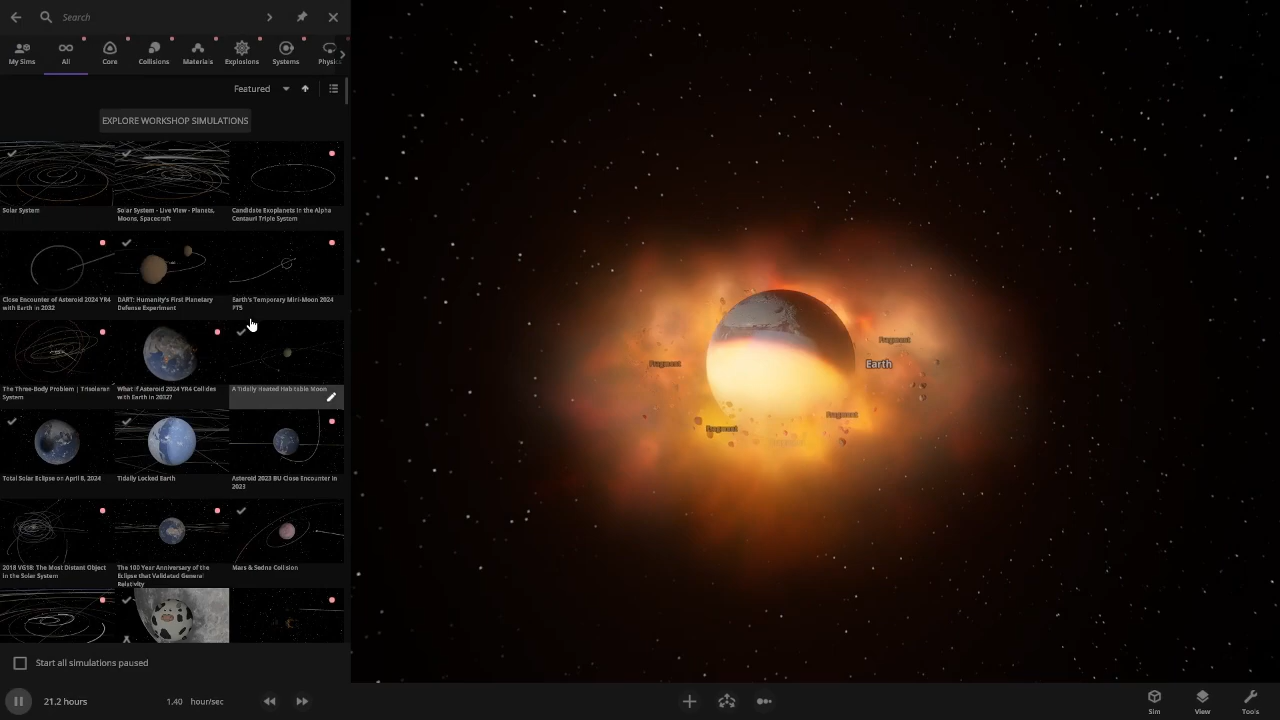 Search
My Sims
All
Core
Collisions
Materials
Explosions
Systems
Physics
Featured
EXPLORE WORKSHOP SIMULATIONS
Solar System
Solar System - Live View - Planets,
Moons, Spacecraft
Candidate Exoplanets in the Alpha
Centauri Triple System
Close Encounter of Asteroid 2024 YR4
with Earth in 2032
DART: Humanity's First Planetary
Defense Experiment
Earth's Temporary Mini-Moon 2024
PT5
The Three-Body Problem | Trisolaran
System
What if Asteroid 2024 YR4 Collides
with Earth in 2032?
A Tidally Heated Habitable Moon
Total Solar Eclipse on April 8, 2024
Tidally Locked Earth
Asteroid 2023 BU Close Encounter in
2023
2018 VG18: The Most Distant Object
in the Solar System
The 100 Year Anniversary of the
Eclipse that Validated General
Relativity
Mars & Sedna Collision
Start all simulations paused
21.2 hours
1.40 hour/sec
Fragment
Fragment
Earth
Fragment
Fragment
Sim
View
Tools